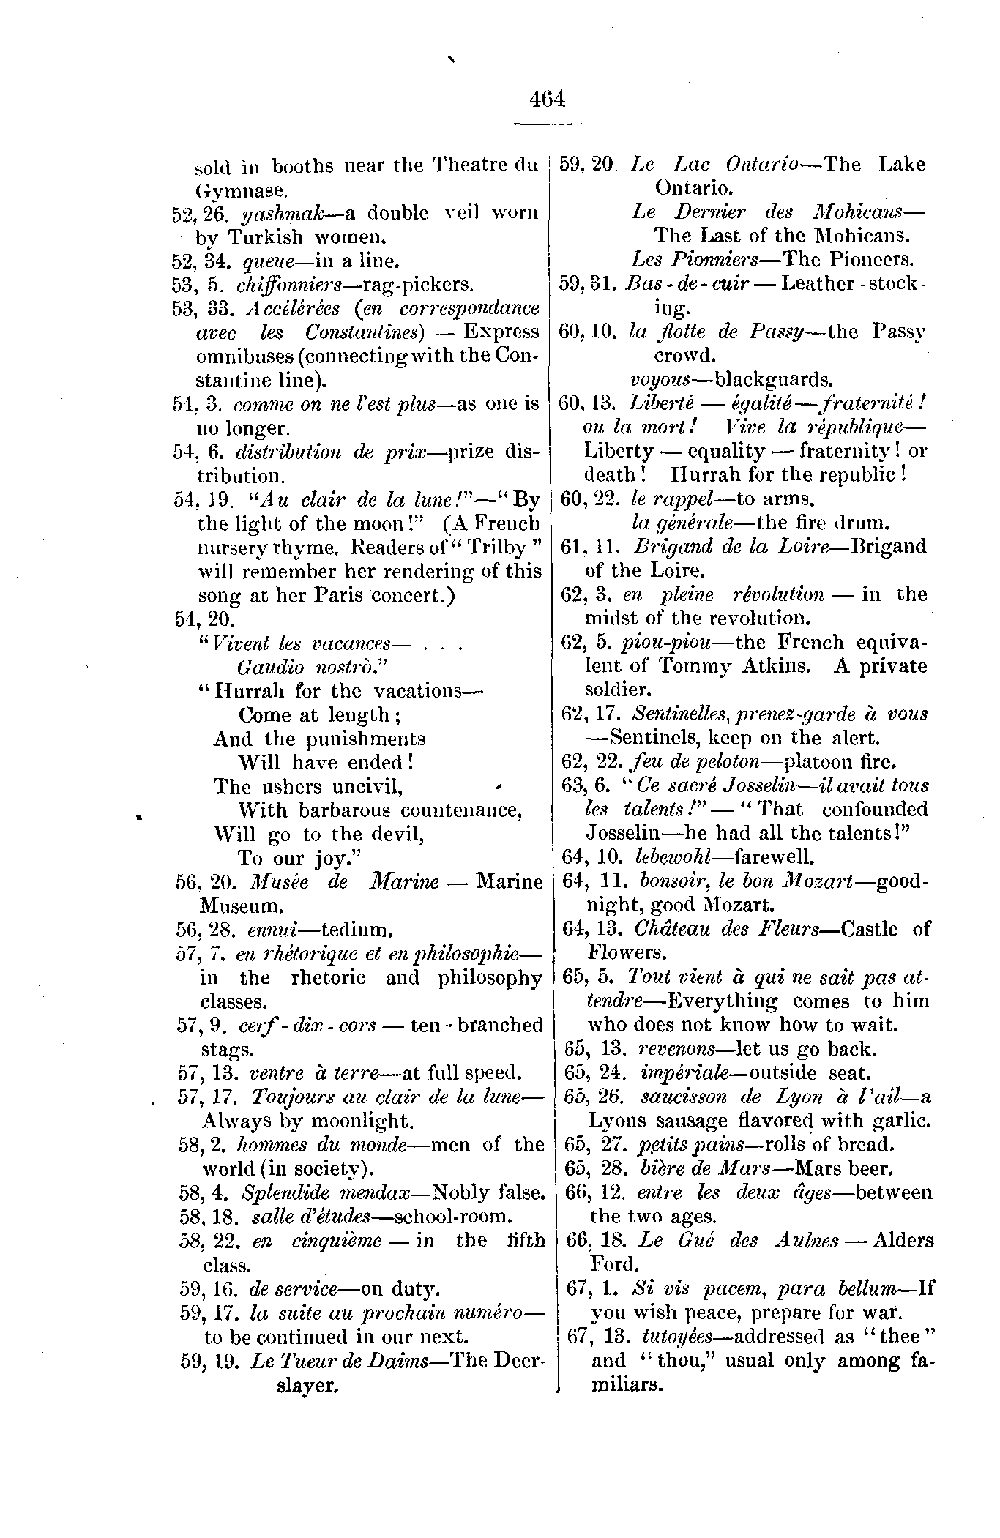 464
sold in booths near the Theatre du
Gymnase.
52, 26. yashmak—a double veil worn
by Turkish women.
52, 34. queue—in a line.
53, 5. chiffonniers—rag-pickers.
53, 33. Accélérées (en correspondance
avec les Constantines) — Express
omnibuses (connecting with the Con-
stantine line).
54, 3. comme on ne l'est plus—as one is
no longer.
54, 6. distribution de prix—prize dis-
tribution.
54, 19. "Au clair de la lune!"—"By
the light of the moon!" (A French
nursery rhyme. Readers of "Trilby"
will remember her rendering of this
song at her Paris concert.)
54, 20.
"Vivent les vacances— . . .
Gaudio nostrò."
"Hurrah for the vacations—
Come at length;
And the punishments
Will have ended!
The ushers uncivil,
With barbarous countenance,
Will go to the devil,
To our joy."
56, 20. Musée de Marine — Marine
Museum.
56, 28. ennui—tedium.
57, 7. en rhétorique et en philosophie—
in the rhetoric and philosophy
classes.
57, 9. cerf-dix-cors — ten-branched
stags.
57, 13. ventre à terre—at full speed.
57, 17. Toujours au clair de la lune—
Always by moonlight.
58, 2. hommes du monde—men of the
world (in society).
58, 4. Splendide mendax—Nobly false.
58, 18. salle d'études—school-room.
58, 22. en cinquième — in the fifth
class.
59, 16. de service—on duty.
59, 17. la suite au prochain numéro—
to be continued in our next.
59, 19. Le Tueur de Daims—The Deer-
slayer.
59, 20. Le Lac Ontario—The Lake
Ontario.
Le Dernier des Mohicans—
The Last of the Mohicans.
Les Pionniers—The Pioneers.
59, 31. Bas-de-cuir — Leather-stock-
ing.
60, 10. la flotte de Passy—the Passy
crowd.
voyous—blackguards.
60, 13. Liberté — égalité—fraternité!
ou la mort! Vive la république—
Liberty — equality — fraternity! or
death! Hurrah for the republic!
60, 22. le rappel—to arms.
la générale—the fire drum.
61, 11. Brigand de la Loire—Brigand
of the Loire.
62, 3. en pleine révolution — in the
midst of the revolution.
62, 5. piou-piou—the French equiva-
lent of Tommy Atkins. A private
soldier.
62, 17. Sentinelles, prenez-garde à vous
—Sentinels, keep on the alert.
62, 22. feu de peloton—platoon fire.
63, 6. "Ce sacré Josselin—il avait tous
les talents!"—"That confounded
Josselin—he had all the talents!"
64, 10. lebewohl—farewell.
64, 11. bonsoir, le bon Mozart—good-
night, good Mozart.
64, 13. Château des Fleurs—Castle of
Flowers.
65, 5. Tout vient à qui ne sait pas at-
tendre—Everything comes to him
who does not know how to wait.
65, 13. revenons—let us go back.
65, 24. impériale—outside seat.
65, 26. saucisson de Lyon à l'ail—a
Lyons sausage flavored with garlic.
65, 27. petits pains—rolls of bread.
65, 28. bière de Mars—Mars beer.
66, 12. entre les deux âges—between
the two ages.
66, 18. Le Gué des Aulnes — Alders
Ford.
67, 1. Si vis pacem, para bellum—If
you wish peace, prepare for war.
67, 13. tutoyées—addressed as "thee"
and "thou," usual only among fa-
miliars.